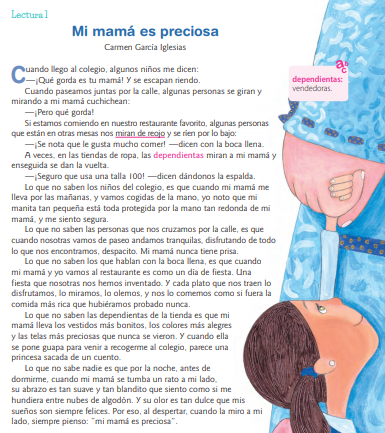 Lectura 1
Mi mamá es preciosa
Carmen García Iglesias
Cuando llego al colegio, algunos niños me dicen:
—¡Qué gorda es tu mamá! Y se escapan riendo.
Cuando paseamos juntas por la calle, algunas personas se giran y
mirando a mi mamá cuchichean:
—¡Pero qué gorda!
Si estamos comiendo en nuestro restaurante favorito, algunas personas
que están en otras mesas nos miran de reojo y se ríen por lo bajo:
—¡Se nota que le gusta mucho comer! —dicen con la boca llena.
A veces, en las tiendas de ropa, las dependientas miran a mi mamá y
enseguida se dan la vuelta.
—¡Seguro que usa una talla 100! —dicen dándonos la espalda.
Lo que no saben los niños del colegio, es que cuando mi mamá me
lleva por las mañanas, y vamos cogidas de la mano, yo noto que mi
manita tan pequeña está toda protegida por la mano tan redonda de mi
mamá, y me siento segura.
Lo que no saben las personas que nos cruzamos por la calle, es que
cuando nosotras vamos de paseo andamos tranquilas, disfrutando de todo
lo que nos encontramos, despacito. Mi mamá nunca tiene prisa.
Lo que no saben los que hablan con la boca llena, es que cuando
mi mamá y yo vamos al restaurante es como un día de fiesta. Una
fiesta que nosotras nos hemos inventado. Y cada plato que nos traen lo
disfrutamos, lo miramos, lo olemos, y nos lo comemos como si fuera la
comida más rica que hubiéramos probado nunca.
Lo que no saben las dependientas de la tienda es que mi
mamá lleva los vestidos más bonitos, los colores más alegres
y las telas más preciosas que nunca se vieron. Y cuando ella
se pone guapa para venir a recogerme al colegio, parece una
princesa sacada de un cuento.
Lo que no sabe nadie es que por la noche, antes de
dormirme, cuando mi mamá se tumba un rato a mi lado,
su abrazo es tan suave y tan blandito que siento como si me
hundiera entre nubes de algodón. Y su olor es tan dulce que mis
sueños son siempre felices. Por eso, al despertar, cuando la miro a mi
lado, siempre pienso: "mi mamá es preciosa".
abc
dependientas:
vendedoras.